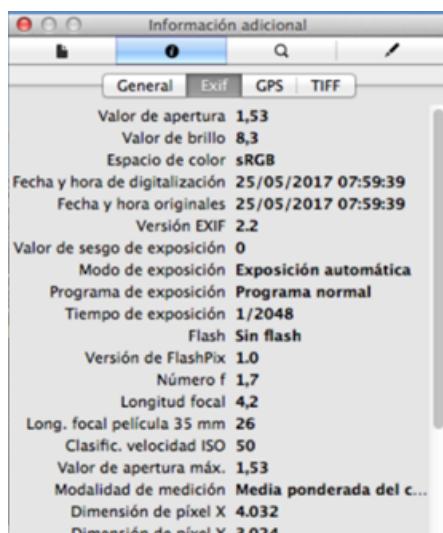 Información adicional
General Exif GPS TIFF
Valor de apertura 1,53
Valor de brillo 8,3
Espacio de color sRGB
Fecha y hora de digitalización 25/05/2017 07:59:39
Fecha y hora originales 25/05/2017 07:59:39
Versión EXIF 2.2
Valor de sesgo de exposición 0
Modo de exposición Exposición automática
Programa de exposición Programa normal
Tiempo de exposición 1/2048
Flash Sin flash
Versión de FlashPix 1.0
Número f 1,7
Longitud focal 4,2
Long. focal película 35 mm 26
Clasific. velocidad ISO 50
Valor de apertura máx. 1,53
Modalidad de medición Media ponderada del c...
Dimensión de píxel X 4.032
Dimensión de píxel Y 3.024